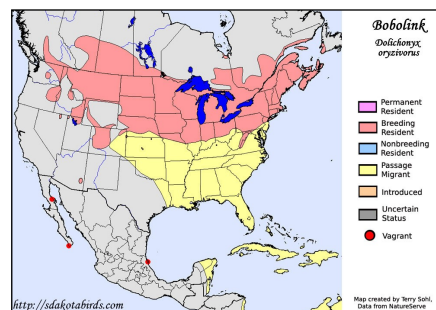 Bobolink
Dolichonyx
oryzivorus
Permanent
Resident
Breeding
Resident
Nonbreeding
Resident
Passage
Migrant
Introduced
Uncertain
Status
Vagrant
http://sdakotabirds.com
Map created by Terry Sohl,
Data from NatureServe